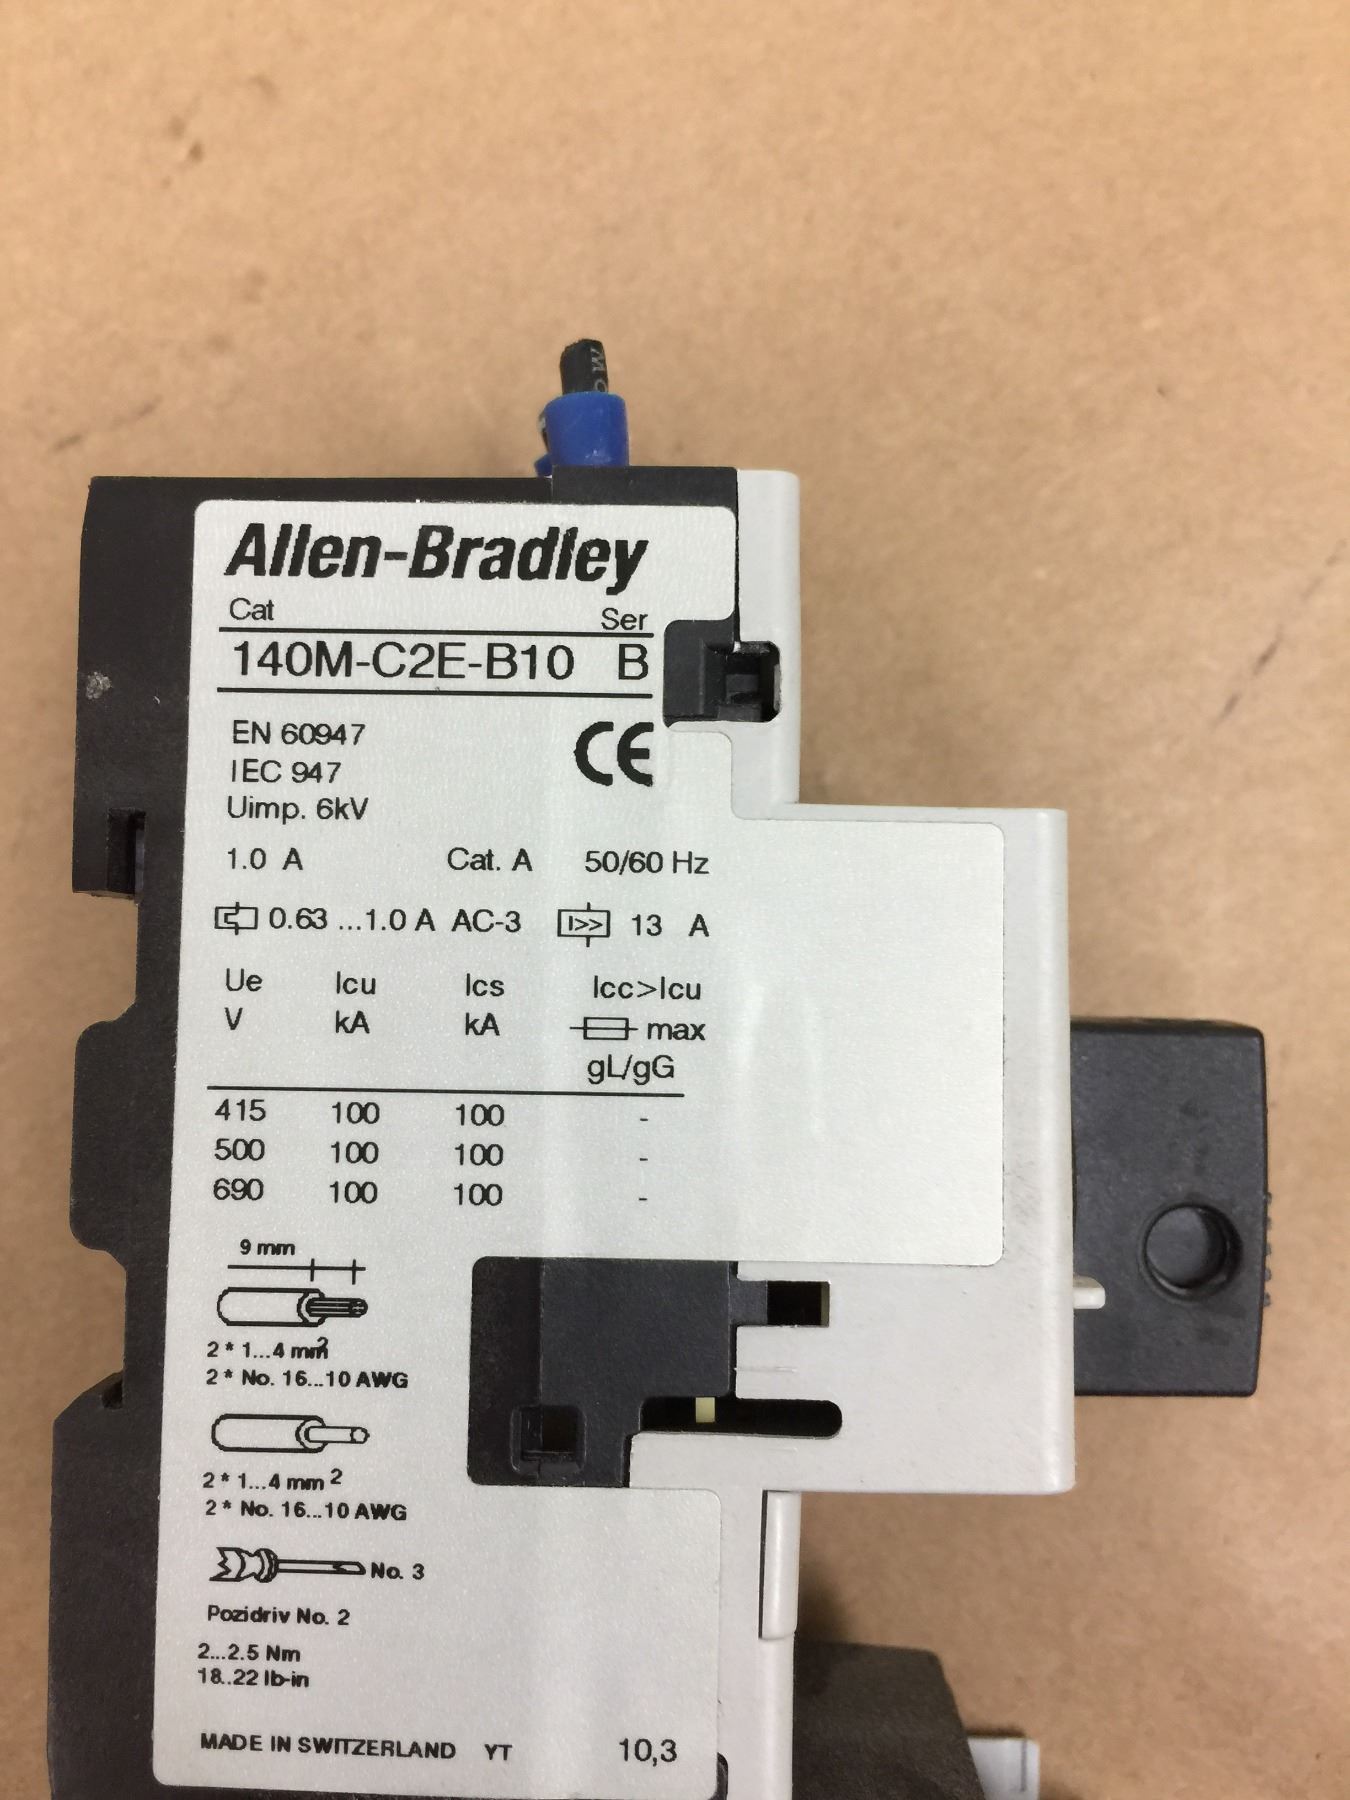 Allen-Bradley
Cat Ser
140M-C2E-B10 B
EN 60947
IEC 947
Uimp. 6kV
CE
1.0 A Cat. A 50/60 Hz
0.63 ...1.0 A AC-3 I>> 13 A
Ue Icu Ics Icc>Icu
V kA kA max
gL/gG
415 100 100 -
500 100 100 -
690 100 100 -
9 mm
2 * 1...4 mm2
2 * No. 16...10 AWG
2 * 1...4 mm 2
2 * No. 16...10 AWG
No. 3
Pozidriv No. 2
2...2.5 Nm
18..22 lb-in
MADE IN SWITZERLAND YT 10,3